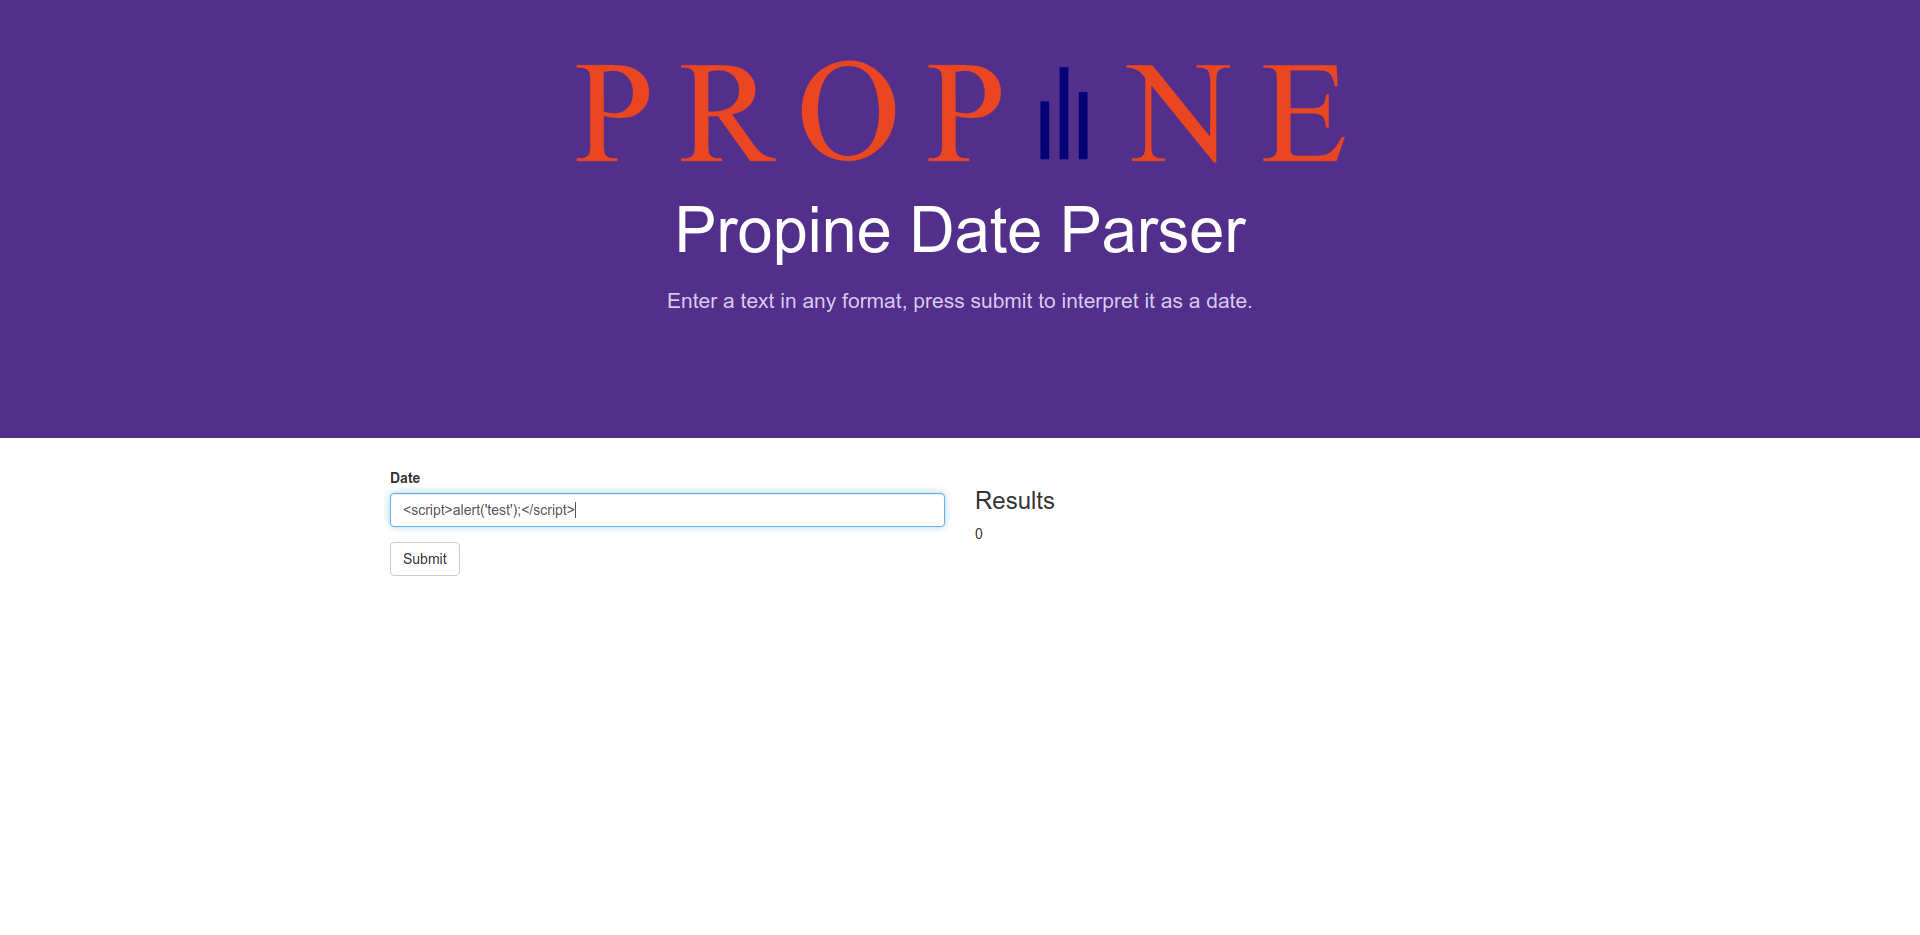 PROPINE
Propine Date Parser
Enter a text in any format, press submit to interpret it as a date.
Date
<script>alert('test');</script>
Submit
Results
0